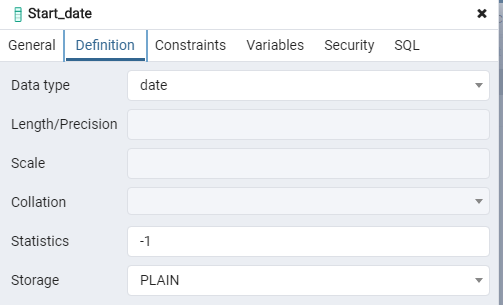 Start_date
General Definition Constraints Variables Security SQL
Data type date
Length/Precision
Scale
Collation
Statistics -1
Storage PLAIN